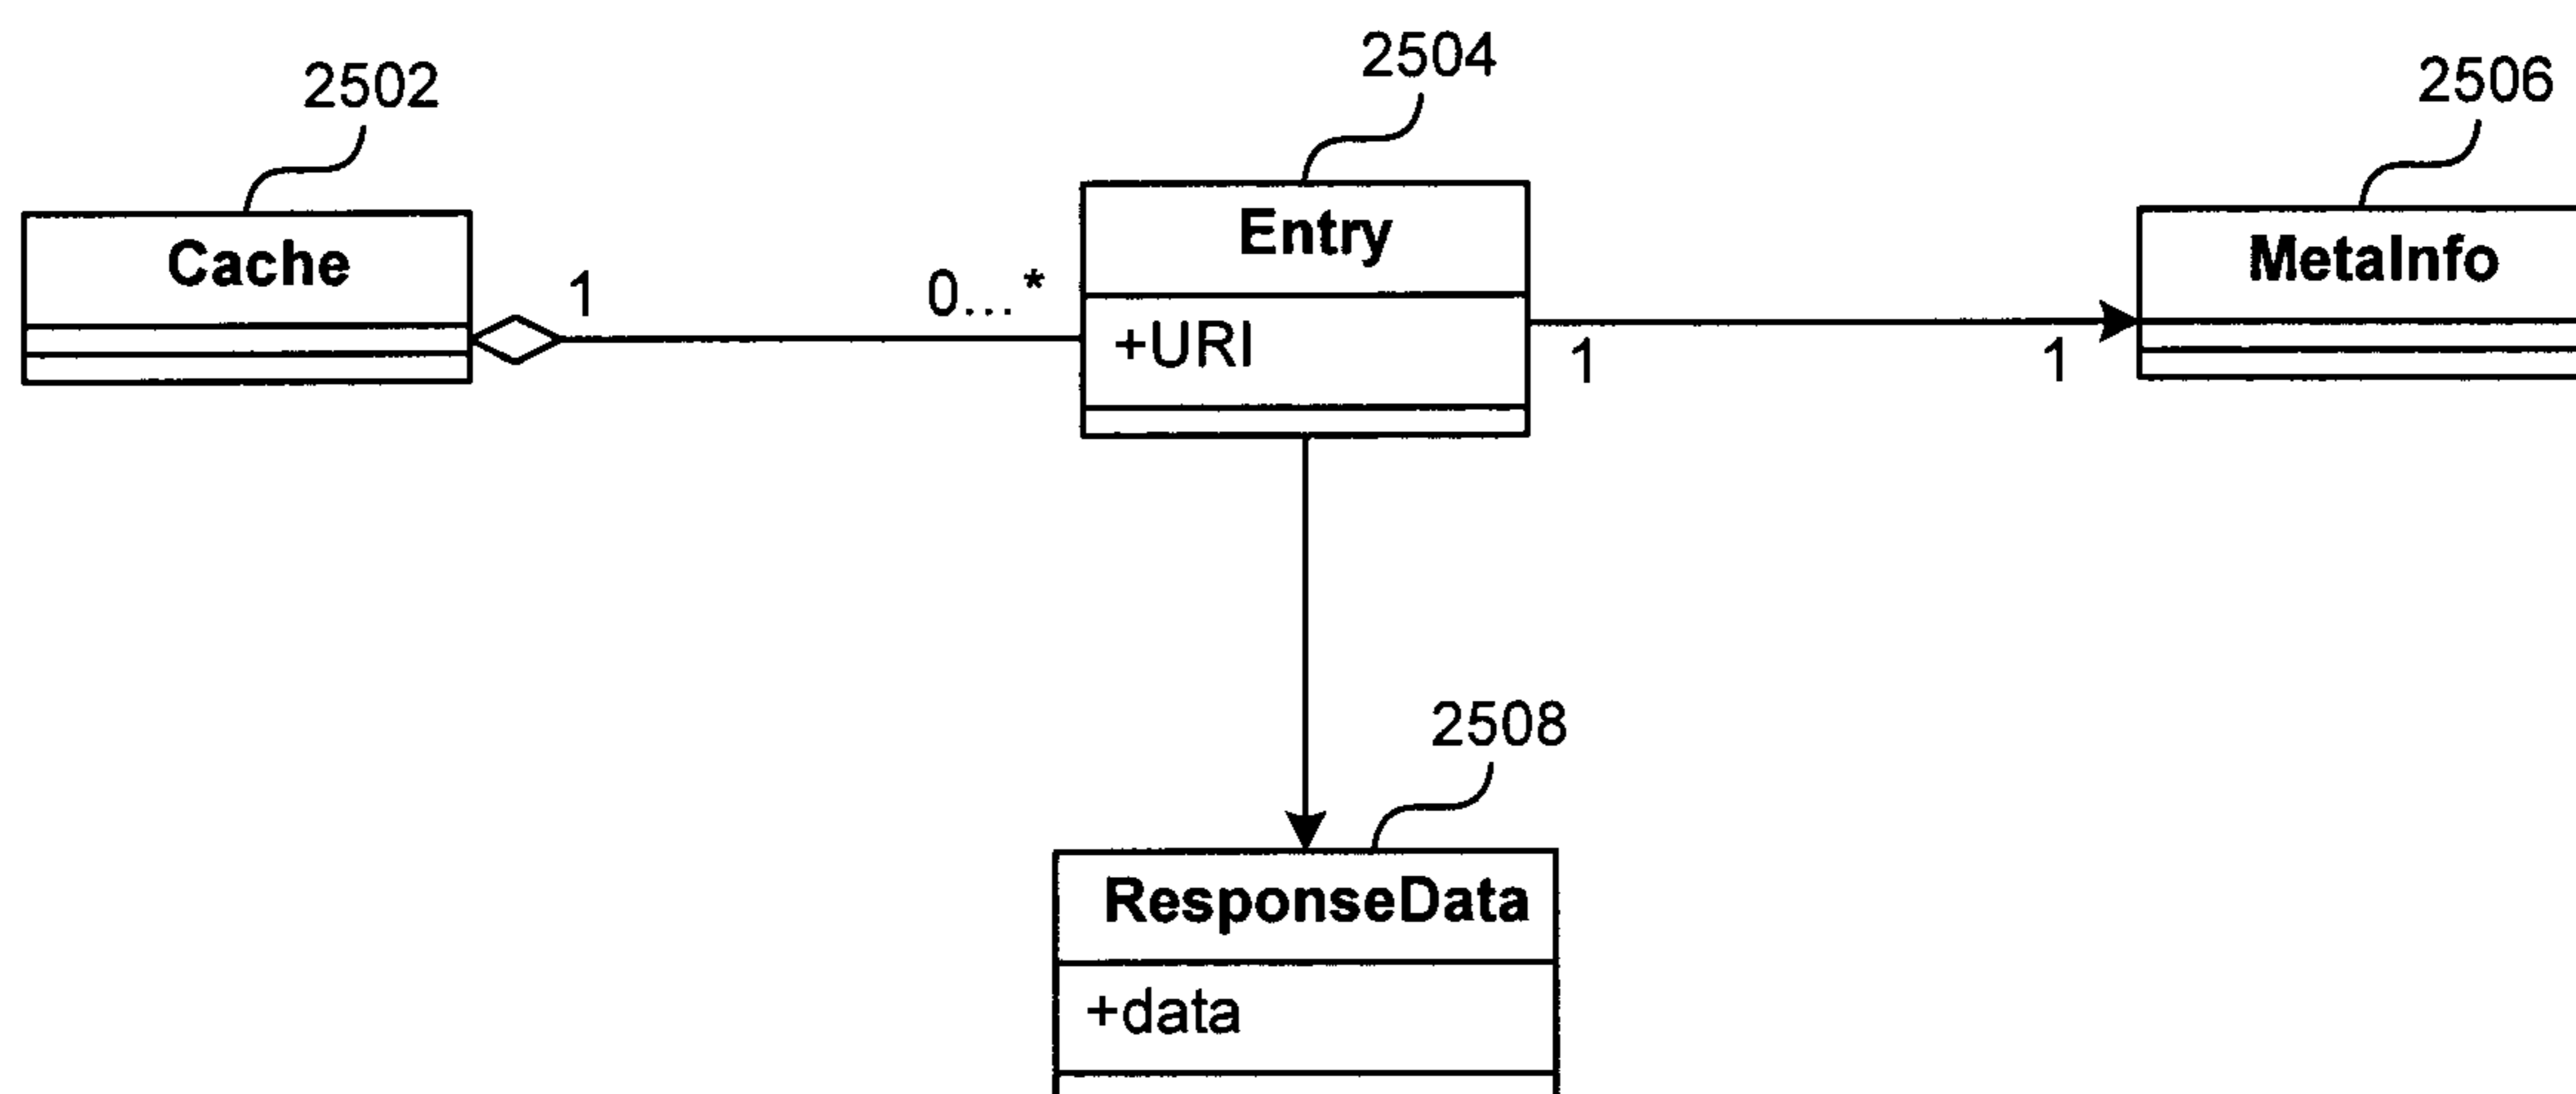 2502
2504
2506
Cache
Entry
MetaInfo
1
0...*
+URI
1
1
2508
ResponseData
+data